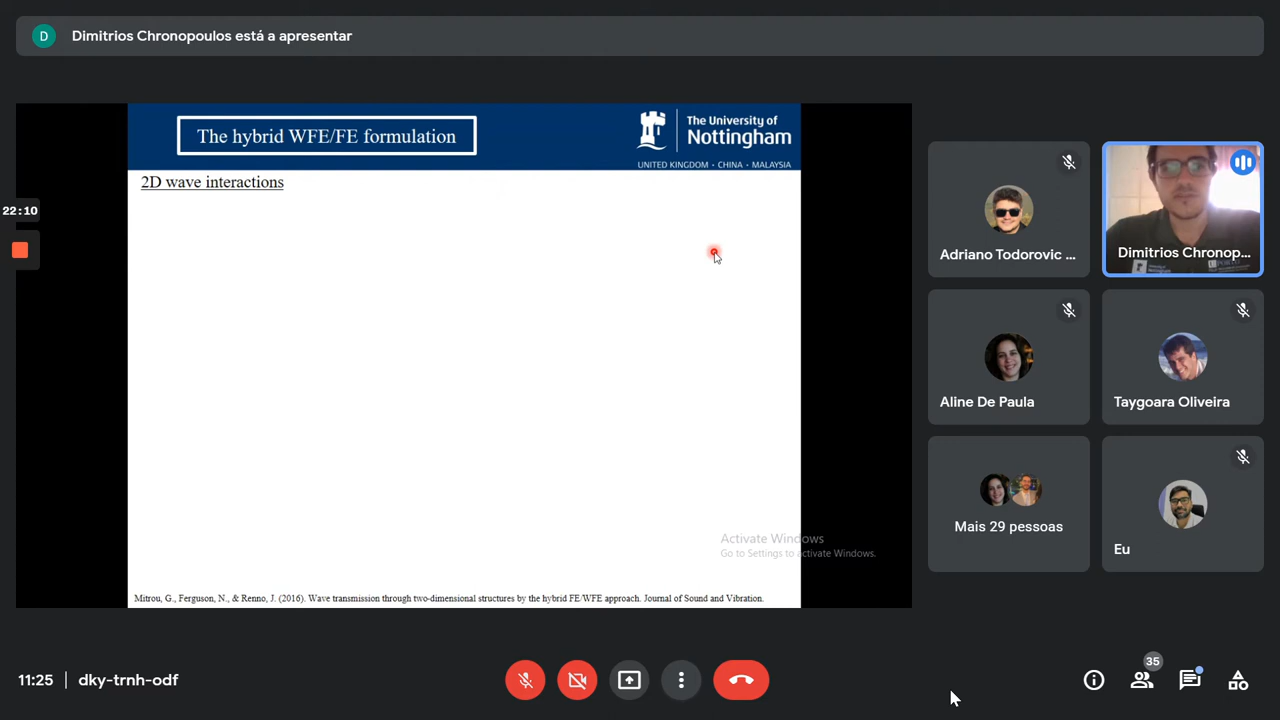 D
Dimitrios Chronopoulos está a apresentar
The hybrid WFE/FE formulation
The University of
Nottingham
UNITED KINGDOM · CHINA · MALAYSIA
2D wave interactions
22:10
Activate Windows
Go to Settings to activate Windows.
Mitrou, G., Ferguson, N., & Renno, J. (2016). Wave transmission through two-dimensional structures by the hybrid FE/WFE approach. Journal of Sound and Vibration.
Adriano Todorovic ...
Dimitrios Chronop...
Aline De Paula
Taygoara Oliveira
Mais 29 pessoas
Eu
11:25 | dky-trnh-odf
35